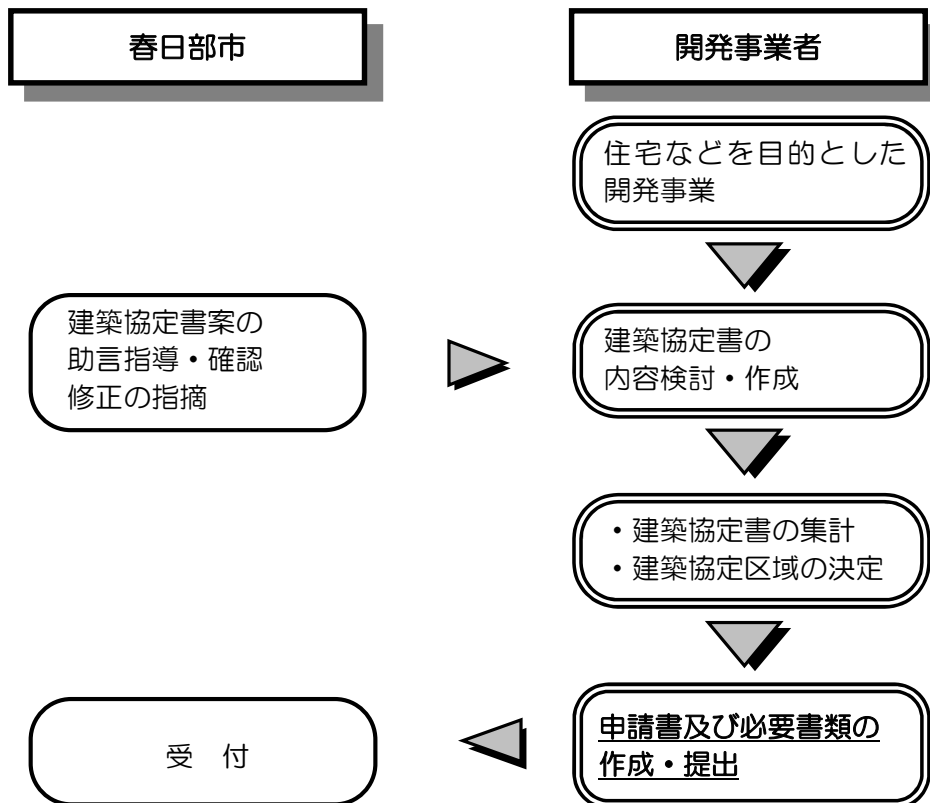 春日部市
開発事業者
住宅などを目的とした
開発事業
建築協定書案の
助言指導・確認
修正の指摘
建築協定書の
内容検討・作成
・建築協定書の集計
・建築協定区域の決定
受　付
申請書及び必要書類の
作成・提出